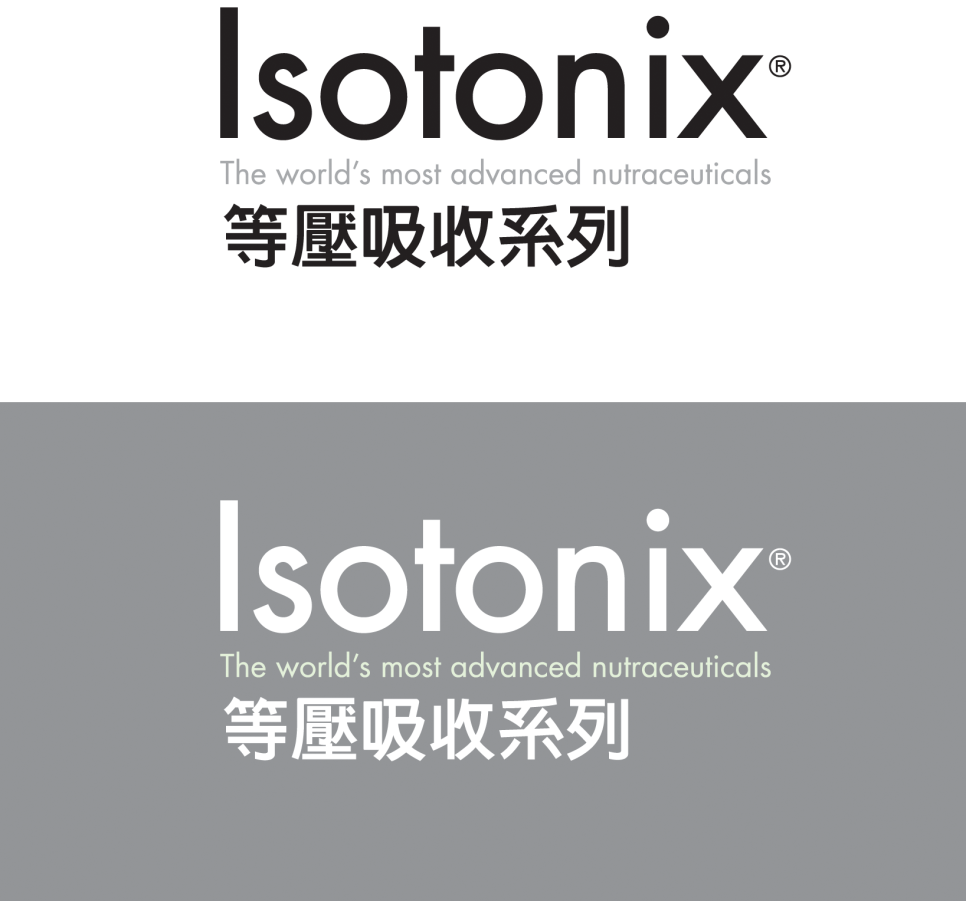 Isotonix®
The world's most advanced nutraceuticals
等壓吸收系列
Isotonix®
The world's most advanced nutraceuticals
等壓吸收系列